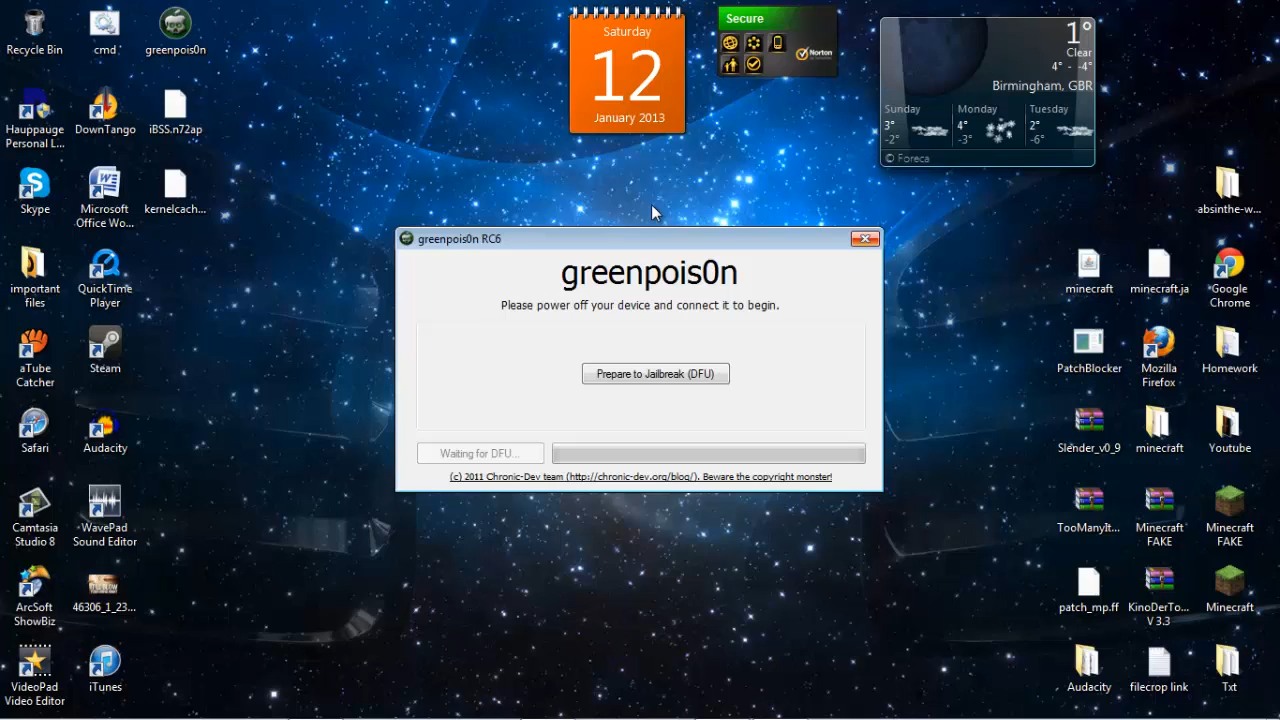 Recycle Bin
cmd
greenpois0n
Hauppauge
Personal L...
DownTango
iBSS.n72ap
Skype
Microsoft
Office Wo...
kernelcach...
important
files
QuickTime
Player
aTube
Catcher
Steam
Safari
Audacity
Camtasia
Studio 8
WavePad
Sound Editor
ArcSoft
ShowBiz
46306_1_23...
VideoPad
Video Editor
iTunes
Saturday
12
January 2013
Secure
Norton
1°
Clear
4° - -4°
Birmingham, GBR
Sunday
3°
-2°
Monday
4°
-3°
Tuesday
2°
-6°
© Foreca
greenpois0n RC6
greenpois0n
Please power off your device and connect it to begin.
Prepare to Jailbreak (DFU)
Waiting for DFU...
(c) 2011 Chronic-Dev team (http://chronic-dev.org/blog/). Beware the copyright monster!
absinthe-w...
minecraft
minecraft.ja
Google
Chrome
PatchBlocker
Mozilla
Firefox
Homework
Slender_v0_9
minecraft
Youtube
TooManyIt...
Minecraft
FAKE
Minecraft
FAKE
patch_mp.ff
KinoDerTo...
V 3.3
Minecraft
Audacity
filecrop link
Txt